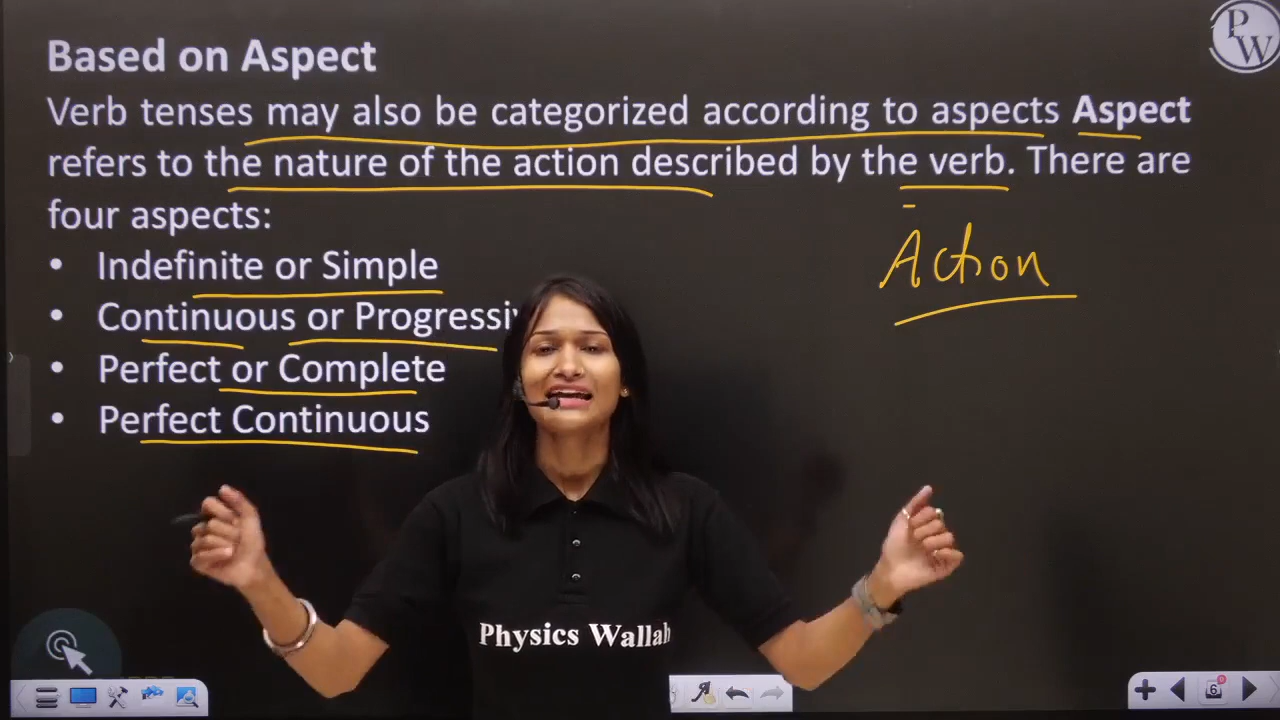 Based on Aspect
Verb tenses may also be categorized according to aspects Aspect
refers to the nature of the action described by the verb. There are
four aspects:
• Indefinite or Simple
• Continuous or Progressiv
• Perfect or Complete
• Perfect Continuous
Action
PW
Physics Wallah
6